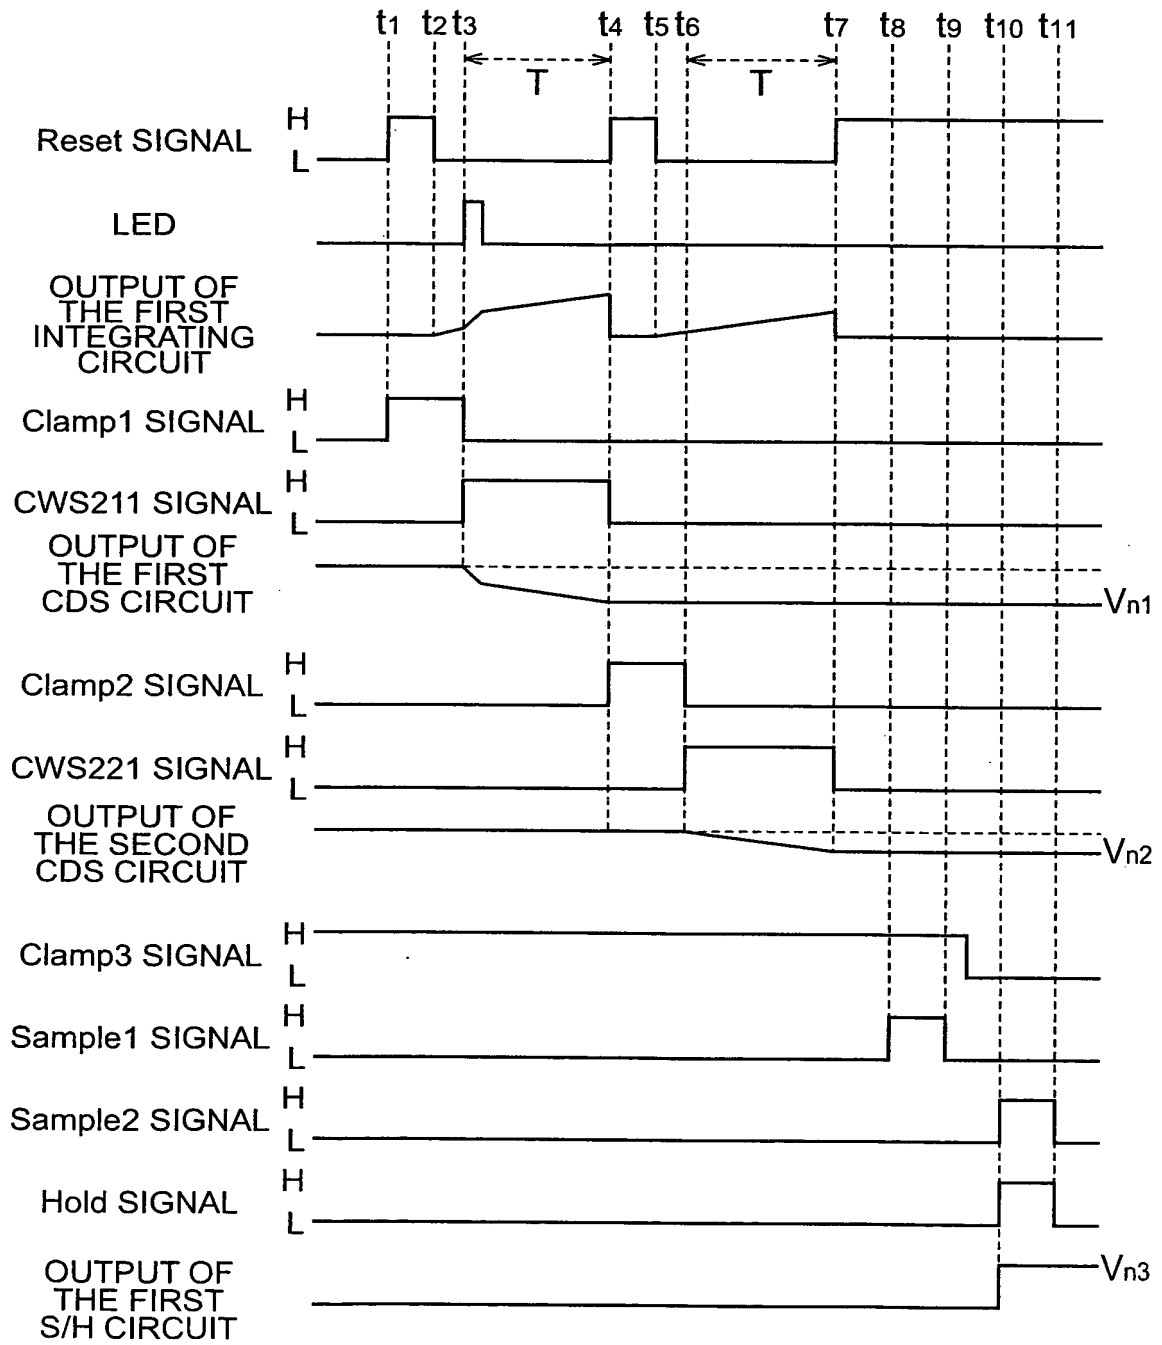 t1 t2 t3 t4 t5 t6 t7 t8 t9 t10 t11
T T
Reset SIGNAL H
L
LED
OUTPUT OF
THE FIRST
INTEGRATING
CIRCUIT
Clamp1 SIGNAL H
L
CWS211 SIGNAL H
L
OUTPUT OF
THE FIRST
CDS CIRCUIT Vn1
Clamp2 SIGNAL H
L
CWS221 SIGNAL H
L
OUTPUT OF
THE SECOND
CDS CIRCUIT Vn2
Clamp3 SIGNAL H
L
Sample1 SIGNAL H
L
Sample2 SIGNAL H
L
Hold SIGNAL H
L
OUTPUT OF
THE FIRST
S/H CIRCUIT Vn3